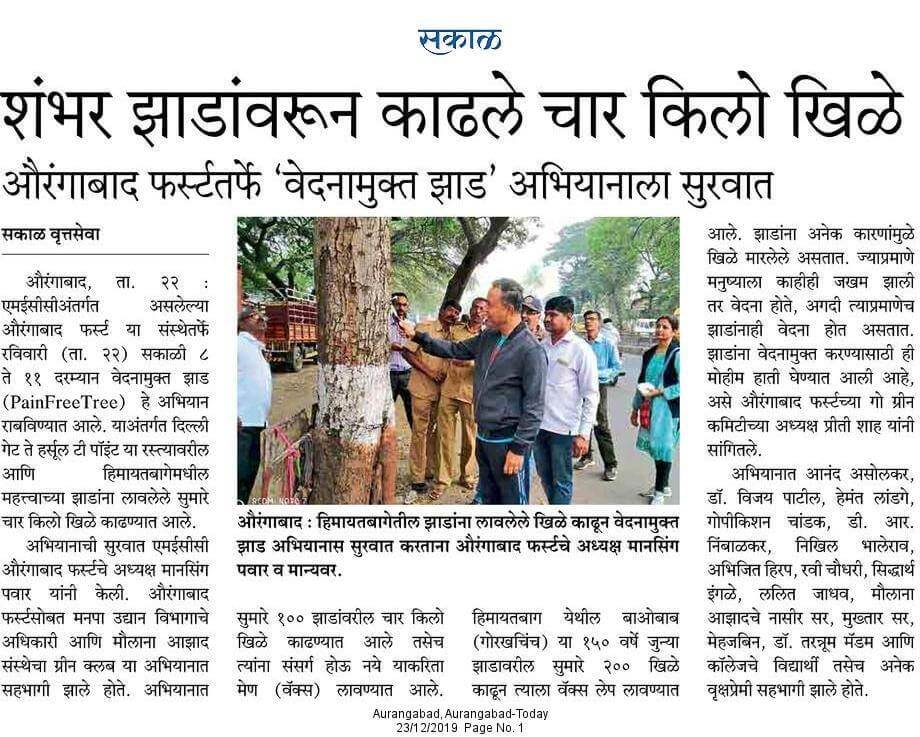 सकाळ
शंभर झाडांवरून काढले चार किलो खिळे
औरंगाबाद फर्स्टतर्फे ‘वेदनामुक्त झाड’ अभियानाला सुरवात
सकाळ वृत्तसेवा
औरंगाबाद, ता. २२ :
एमईसीसीअंतर्गत असलेल्या
औरंगाबाद फर्स्ट या संस्थेतर्फे
रविवारी (ता. २२) सकाळी ८
ते ११ दरम्यान वेदनामुक्त झाड
(PainFreeTree) हे अभियान
राबविण्यात आले. याअंतर्गत दिल्ली
गेट ते हर्सूल टी पॉइंट या रस्त्यावरील
आणि हिमायतबागेमधील
महत्त्वाच्या झाडांना लावलेले सुमारे
चार किलो खिळे काढण्यात आले.
अभियानाची सुरवात एमईसीसी
औरंगाबाद फर्स्टचे अध्यक्ष मानसिंग
पवार यांनी केली. औरंगाबाद
फर्स्टसोबत मनपा उद्यान विभागाचे
अधिकारी आणि मौलाना आझाद
संस्थेचा ग्रीन क्लब या अभियानात
सहभागी झाले होते. अभियानात
औरंगाबाद : हिमायतबागेतील झाडांना लावलेले खिळे काढून वेदनामुक्त
झाड अभियानास सुरवात करताना औरंगाबाद फर्स्टचे अध्यक्ष मानसिंग
पवार व मान्यवर.
सुमारे १०० झाडांवरील चार किलो
खिळे काढण्यात आले तसेच
त्यांना संसर्ग होऊ नये याकरिता
मेण (वॅक्स) लावण्यात आले.
हिमायतबाग येथील बाओबाब
(गोरखचिंच) या १५० वर्षे जुन्या
झाडावरील सुमारे २०० खिळे
काढून त्याला वॅक्स लेप लावण्यात
आले. झाडांना अनेक कारणांमुळे
खिळे मारलेले असतात. ज्याप्रमाणे
मनुष्याला काहीही जखम झाली
तर वेदना होते, अगदी त्याप्रमाणेच
झाडांनाही वेदना होत असतात.
झाडांना वेदनामुक्त करण्यासाठी ही
मोहीम हाती घेण्यात आली आहे,
असे औरंगाबाद फर्स्टच्या गो ग्रीन
कमिटीच्या अध्यक्ष प्रीती शाह यांनी
सांगितले.
अभियानात आनंद असोलकर,
डॉ. विजय पाटील, हेमंत लांडगे,
गोपीकिशन चांडक, डी. आर.
निंबाळकर, निखिल भालेराव,
अभिजित हिरप, रवी चौधरी, सिद्धार्थ
इंगळे, ललित जाधव, मौलाना
आझादचे नासीर सर, मुख्तार सर,
मेहजबिन, डॉ. तरन्नूम मॅडम आणि
कॉलेजचे विद्यार्थी तसेच अनेक
वृक्षप्रेमी सहभागी झाले होते.
Aurangabad,Aurangabad-Today
23/12/2019 Page No. 1